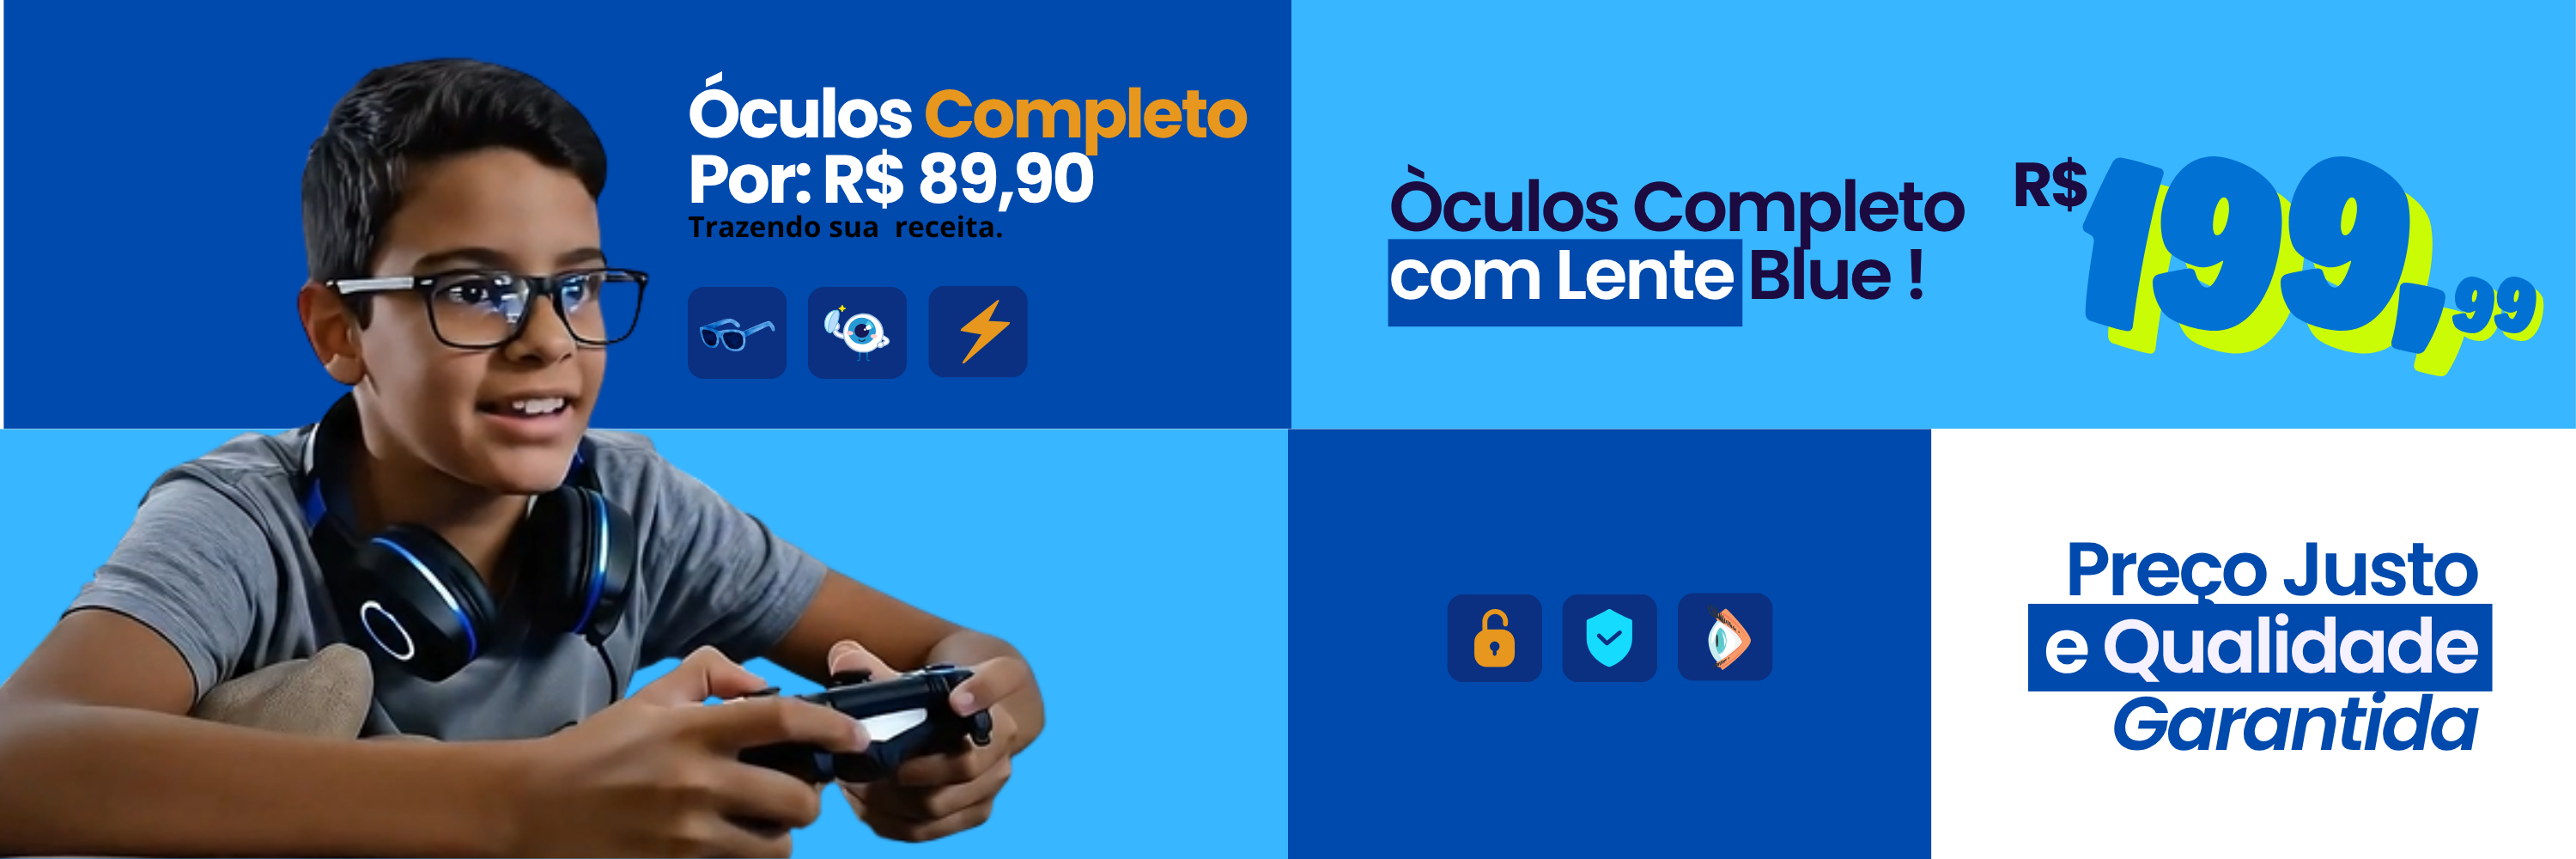 Óculos Completo
Por: R$ 89,90
Trazendo sua receita.
Òculos Completo
com Lente Blue !
R$ 199,99
Preço Justo
e Qualidade
Garantida